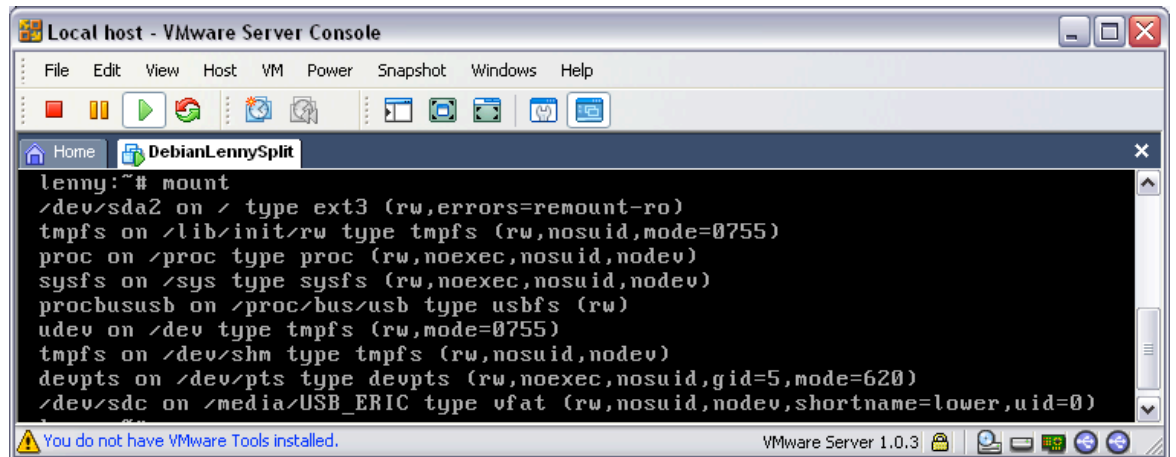 Local host - VMware Server Console
File Edit View Host VM Power Snapshot Windows Help
Home DebianLennySplit
lenny:~# mount
/dev/sda2 on / type ext3 (rw,errors=remount-ro)
tmpfs on /lib/init/rw type tmpfs (rw,nosuid,mode=0755)
proc on /proc type proc (rw,noexec,nosuid,nodev)
sysfs on /sys type sysfs (rw,noexec,nosuid,nodev)
procbususb on /proc/bus/usb type usbfs (rw)
udev on /dev type tmpfs (rw,mode=0755)
tmpfs on /dev/shm type tmpfs (rw,nosuid,nodev)
devpts on /dev/pts type devpts (rw,noexec,nosuid,gid=5,mode=620)
/dev/sdc on /media/USB_ERIC type vfat (rw,nosuid,nodev,shortname=lower,uid=0)
You do not have VMware Tools installed. VMware Server 1.0.3